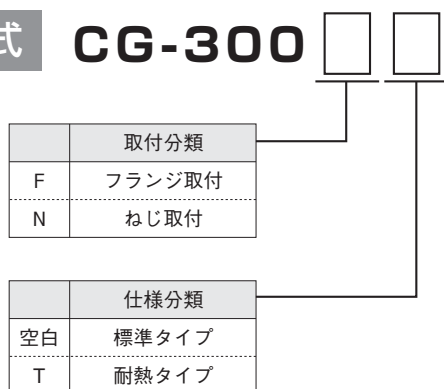 式 CG-300
取付分類
F フランジ取付
N ねじ取付
仕様分類
空白 標準タイプ
T 耐熱タイプ